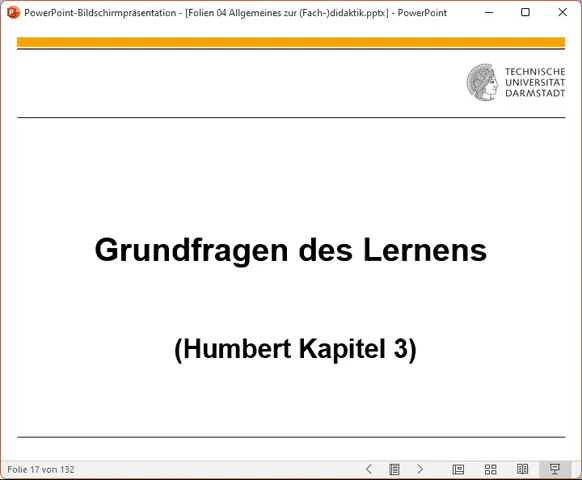 PowerPoint-Bildschirmpräsentation - [Folien 04 Allgemeines zur (Fach-)didaktik.pptx] - PowerPoint
TECHNISCHE
UNIVERSITÄT
DARMSTADT
Grundfragen des Lernens
(Humbert Kapitel 3)
Folie 17 von 132